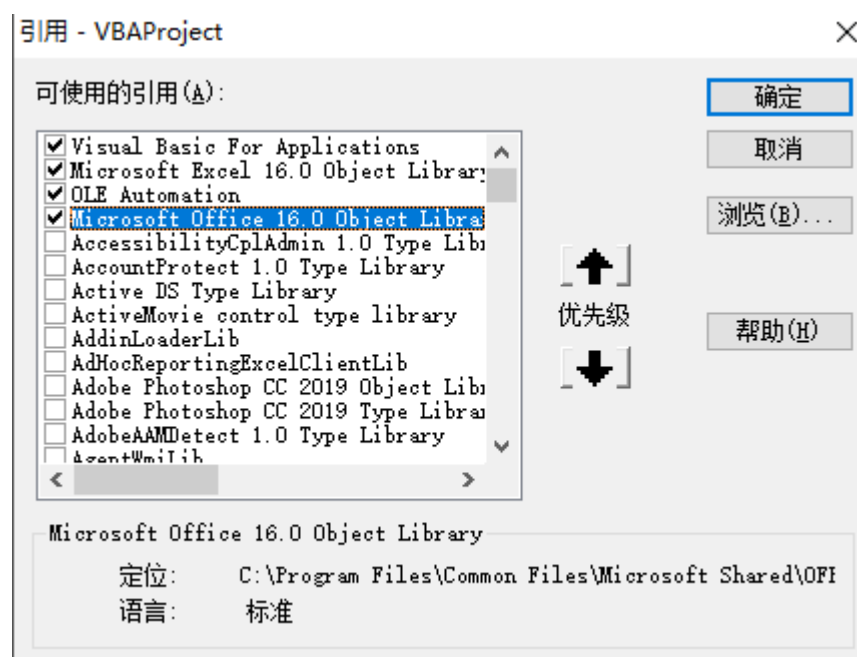 引用 - VBAProject
可使用的引用(A):
Visual Basic For Applications
Microsoft Excel 16.0 Object Library
OLE Automation
Microsoft Office 16.0 Object Libra
AccessibilityCplAdmin 1.0 Type Lib
AccountProtect 1.0 Type Library
Active DS Type Library
ActiveMovie control type library
AddinLoaderLib
AdHocReportingExcelClientLib
Adobe Photoshop CC 2019 Object Lib
Adobe Photoshop CC 2019 Type Librar
AdobeAAMDetect 1.0 Type Library
AgentWmiLib
优先级
确定
取消
浏览(B)...
帮助(H)
Microsoft Office 16.0 Object Library
定位: C:\Program Files\Common Files\Microsoft Shared\OFF
语言: 标准